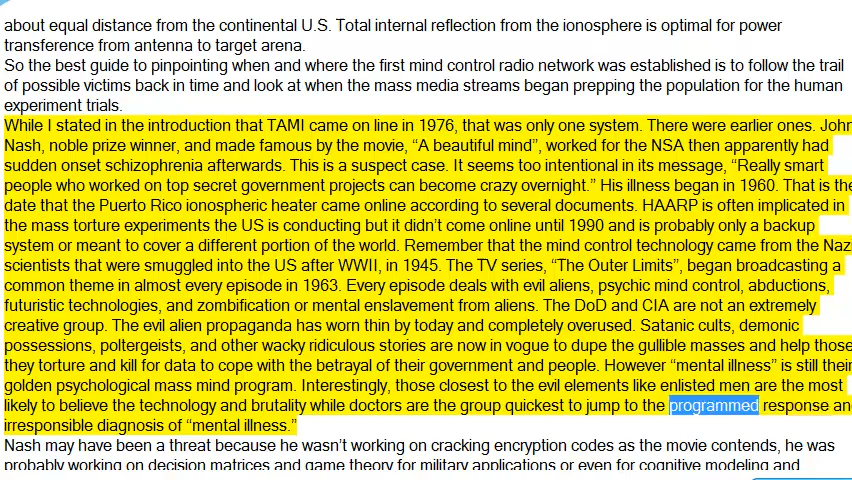 about equal distance from the continental U.S. Total internal reflection from the ionosphere is optimal for power
transference from antenna to target arena.
So the best guide to pinpointing when and where the first mind control radio network was established is to follow the trail
of possible victims back in time and look at when the mass media streams began prepping the population for the human
experiment trials.
While I stated in the introduction that TAMI came on line in 1976, that was only one system. There were earlier ones. John
Nash, noble prize winner, and made famous by the movie, “A beautiful mind”, worked for the NSA then apparently had
sudden onset schizophrenia afterwards. This is a suspect case. It seems too intentional in its message, “Really smart
people who worked on top secret government projects can become crazy overnight.” His illness began in 1960. That is the
date that the Puerto Rico ionospheric heater came online according to several documents. HAARP is often implicated in
the mass torture experiments the US is conducting but it didn’t come online until 1990 and is probably only a backup
system or meant to cover a different portion of the world. Remember that the mind control technology came from the Naz
scientists that were smuggled into the US after WWII, in 1945. The TV series, “The Outer Limits”, began broadcasting a
common theme in almost every episode in 1963. Every episode deals with evil aliens, psychic mind control, abductions,
futuristic technologies, and zombification or mental enslavement from aliens. The DoD and CIA are not an extremely
creative group. The evil alien propaganda has worn thin by today and completely overused. Satanic cults, demonic
possessions, poltergeists, and other wacky ridiculous stories are now in vogue to dupe the gullible masses and help those
they torture and kill for data to cope with the betrayal of their government and people. However “mental illness” is still their
golden psychological mass mind program. Interestingly, those closest to the evil elements like enlisted men are the most
likely to believe the technology and brutality while doctors are the group quickest to jump to the programmed response an
irresponsible diagnosis of “mental illness.”
Nash may have been a threat because he wasn’t working on cracking encryption codes as the movie contends, he was
probably working on decision matrices and game theory for military applications or even for cognitive modeling and